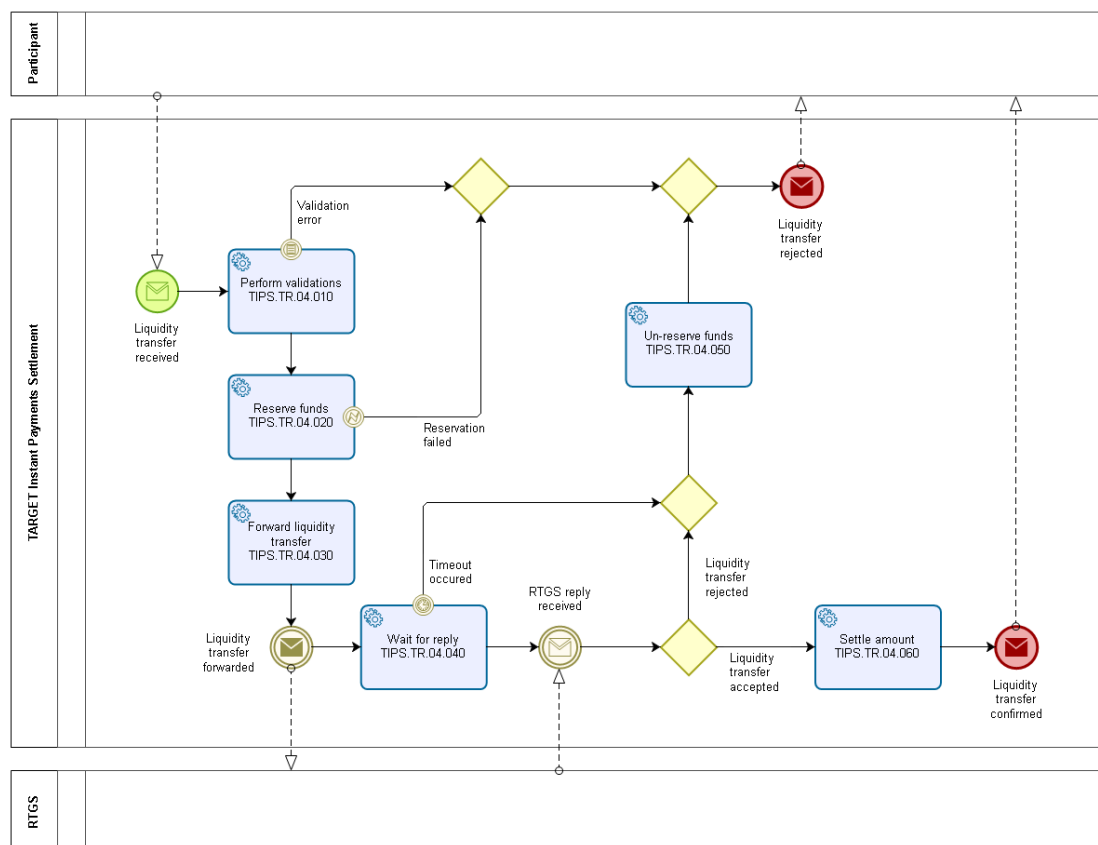 Participant
TARGET Instant Payments Settlement
RTGS
Validation
error
Perform validations
TIPS.TR.04.010
Liquidity
transfer
received
Reserve funds
TIPS.TR.04.020
Reservation
failed
Forward liquidity
transfer
TIPS.TR.04.030
Liquidity
transfer
forwarded
Timeout
occured
Wait for reply
TIPS.TR.04.040
RTGS reply
received
Liquidity
transfer
rejected
Un-reserve funds
TIPS.TR.04.050
Liquidity
transfer
rejected
Liquidity
transfer
accepted
Settle amount
TIPS.TR.04.060
Liquidity
transfer
confirmed